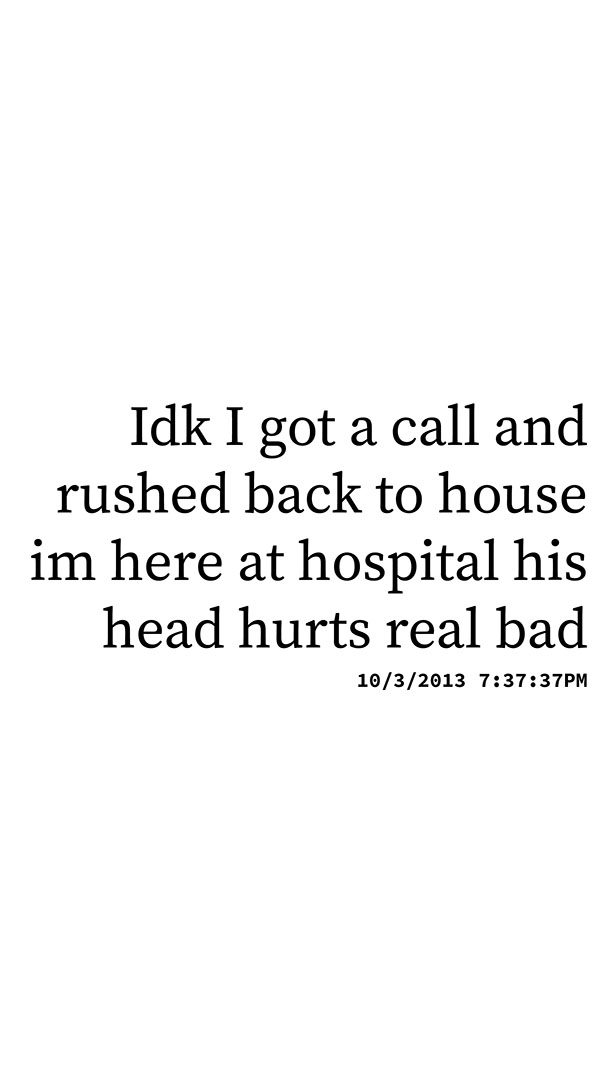 Idk I got a call and
rushed back to house
im here at hospital his
head hurts real bad
10/3/2013 7:37:37PM